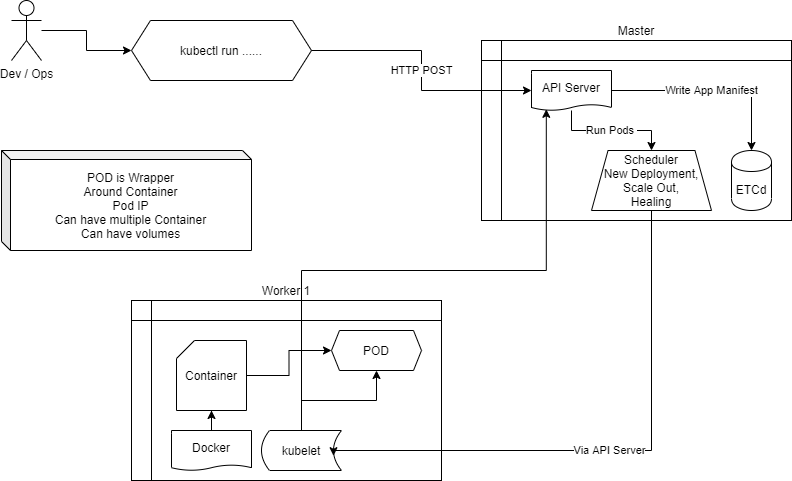 Master
kubectl run ......
Dev / Ops
HTTP POST
API Server
Write App Manifest
Run Pods
Scheduler
New Deployment,
Scale Out,
Healing
ETCd
POD is Wrapper
Around Container
Pod IP
Can have multiple Container
Can have volumes
Worker 1
Container
POD
Docker
kubelet
Via API Server